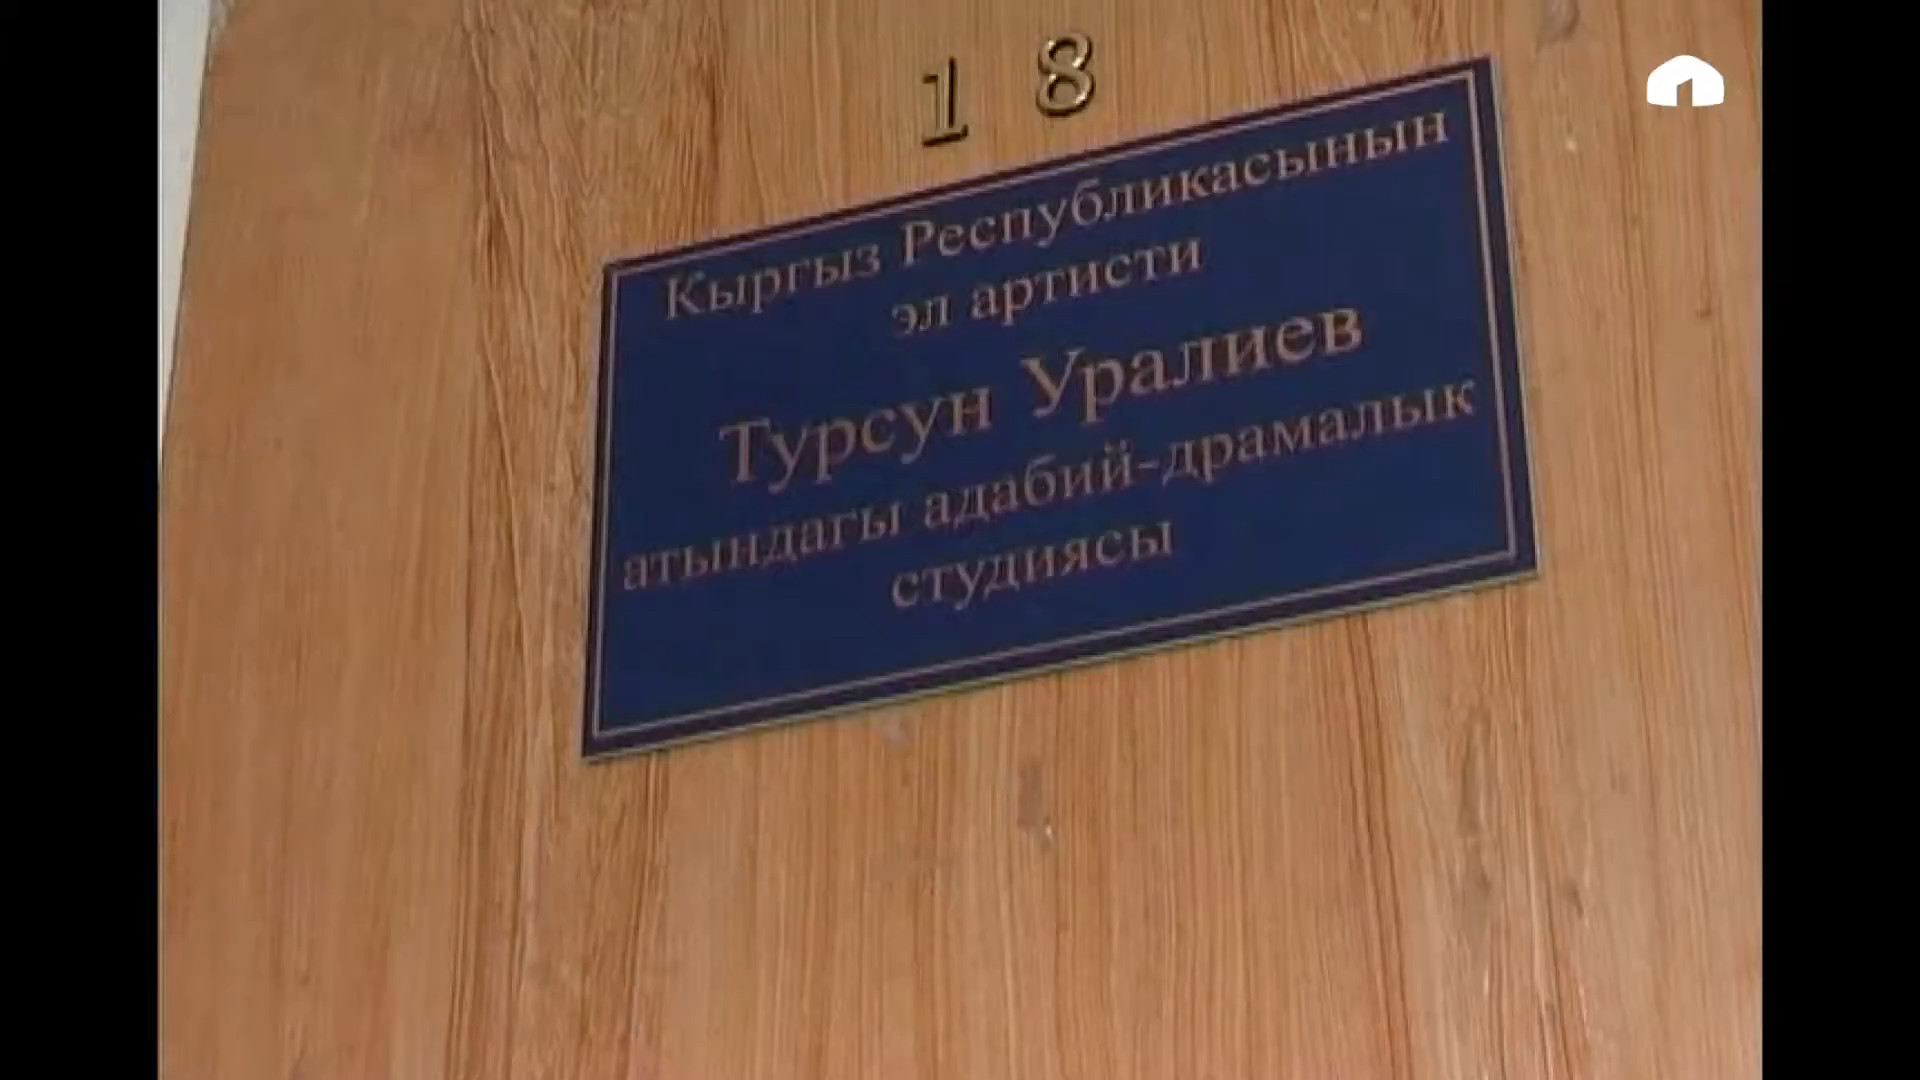 18
Кыргыз Республикасынын
эл артисти
Турсун Уралиев
атындагы адабий-драмалык
студиясы